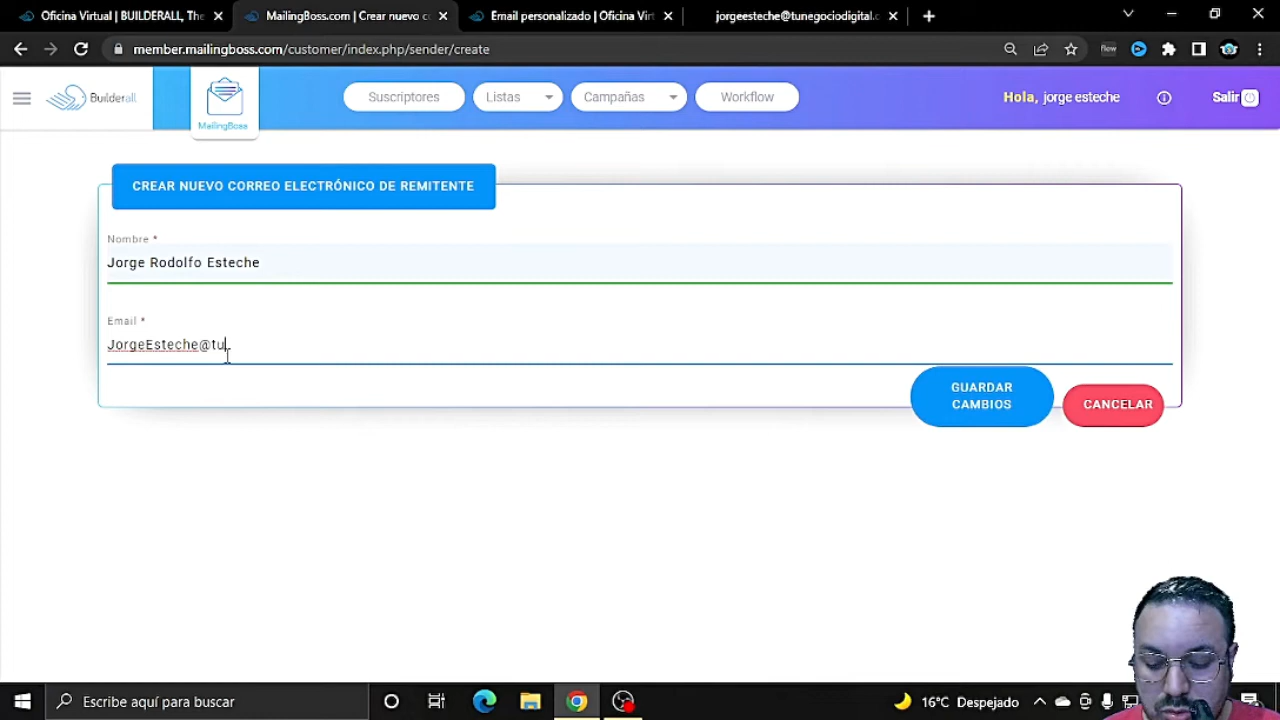 Oficina Virtual | BUILDERALL, The
MailingBoss.com | Crear nuevo c
Email personalizado | Oficina Virt
jorgeesteche@tunegociodigital.
member.mailingboss.com/customer/index.php/sender/create
flow
Builderall
MailingBoss
Suscriptores
Listas
Campañas
Workflow
Hola, jorge esteche
Salir
CREAR NUEVO CORREO ELECTRÓNICO DE REMITENTE
Nombre *
Jorge Rodolfo Esteche
Email *
JorgeEsteche@tu
GUARDAR
CAMBIOS
CANCELAR
Escribe aquí para buscar
16°C Despejado